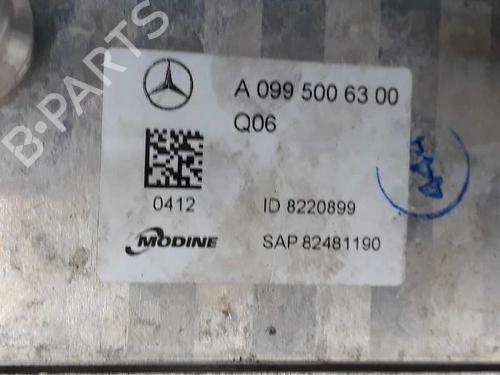 A 099 500 63 00
Q06
0412
ID 8220899
MODINE
SAP 82481190
B-PARTS